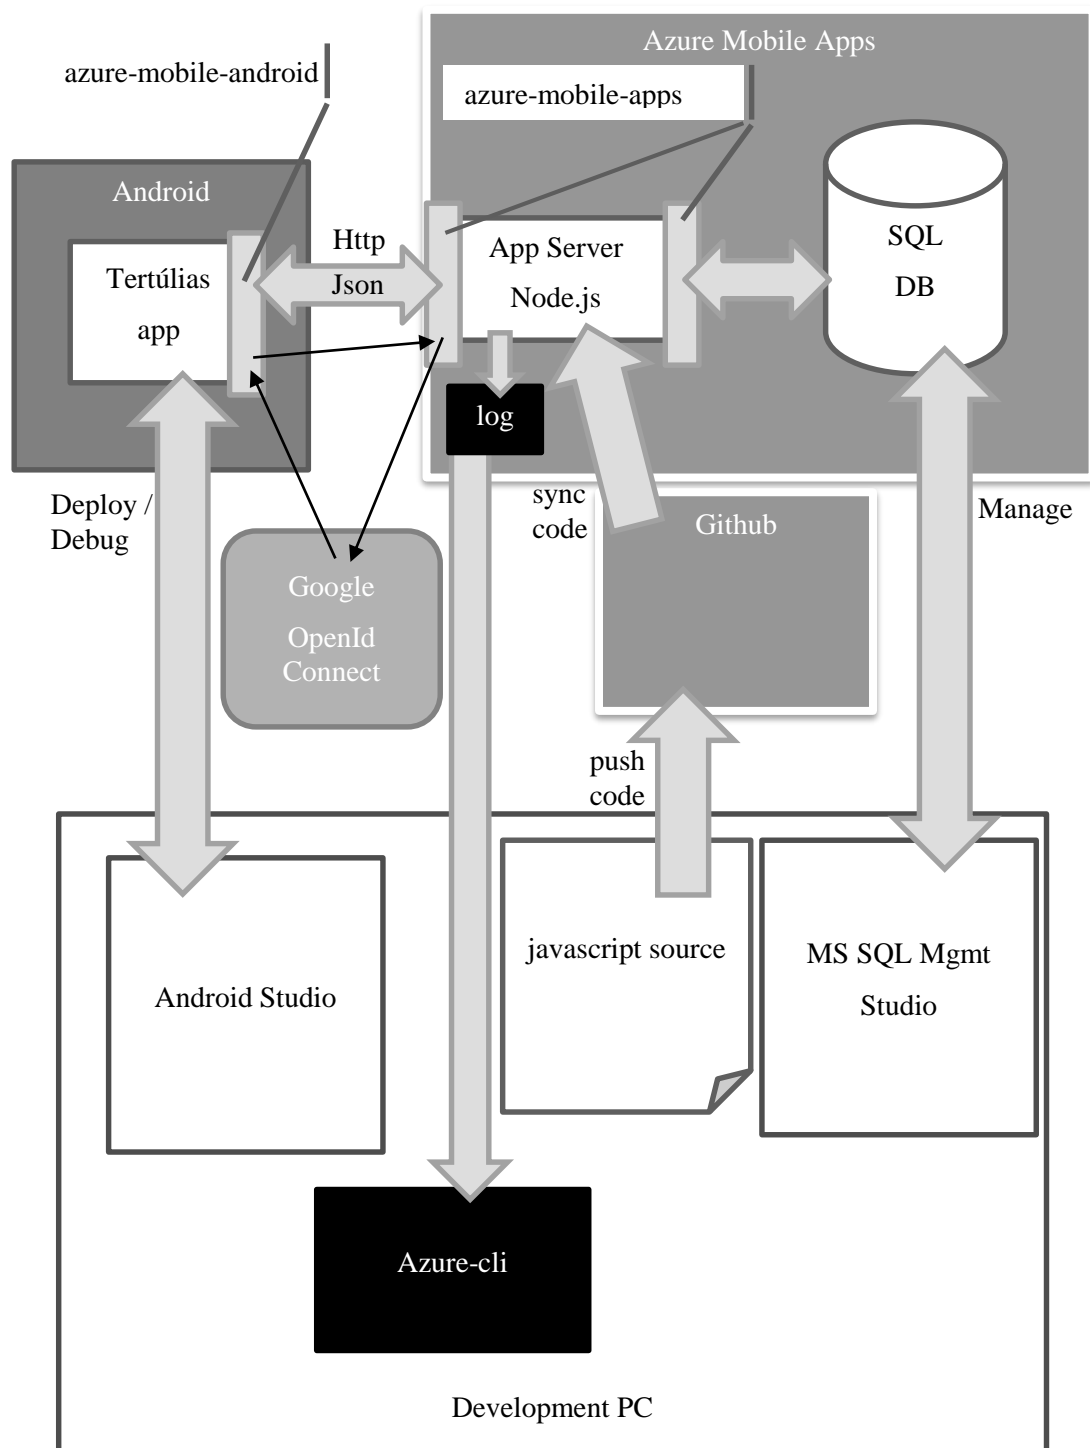 Azure Mobile Apps
azure-mobile-android
azure-mobile-apps
Android
Tertúlias
app
Http
Json
App Server
Node.js
SQL
DB
log
Deploy /
Debug
sync
code
Github
Manage
Google
OpenId
Connect
push
code
Android Studio
javascript source
MS SQL Mgmt
Studio
Azure-cli
Development PC